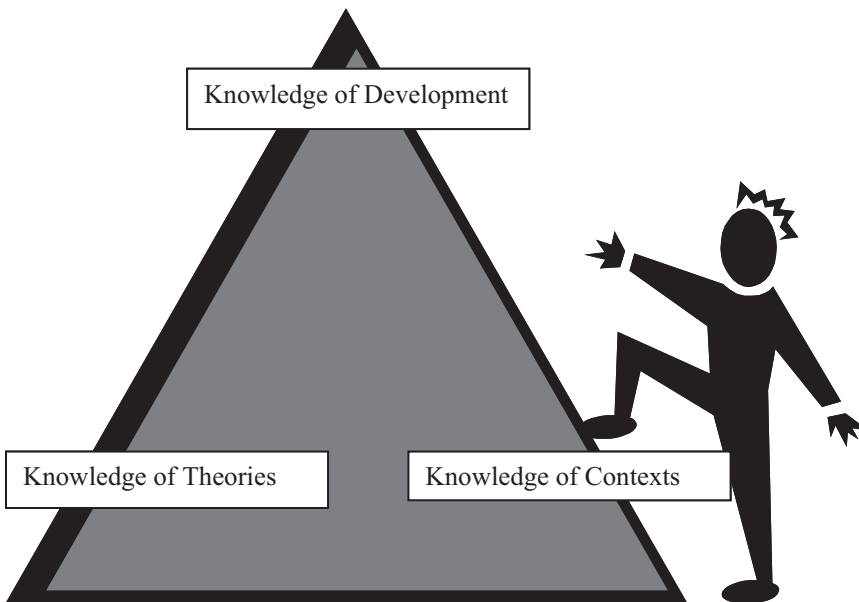 Knowledge of Development
Knowledge of Theories
Knowledge of Contexts